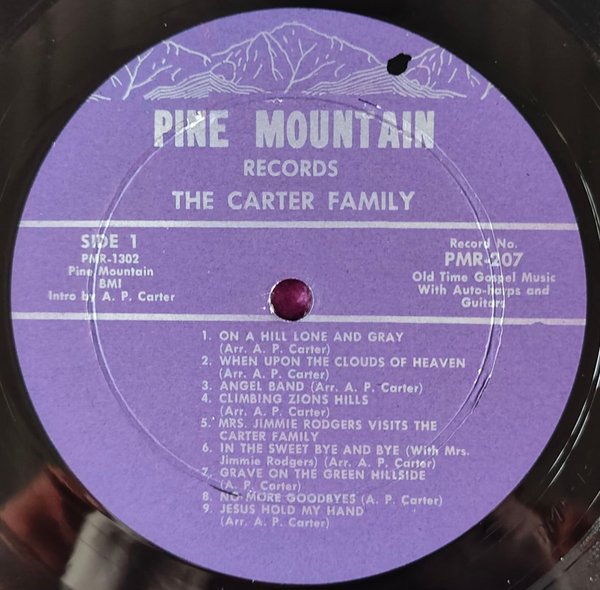 PINE MOUNTAIN
RECORDS
THE CARTER FAMILY
SIDE 1
PMR-1302
Pine Mountain
BMI
Intro by A. P. Carter
Record No.
PMR-207
Old Time Gospel Music
With Auto-harps and
Guitars
1. ON A HILL LONE AND GRAY
(Arr. A. P. Carter)
2. WHEN UPON THE CLOUDS OF HEAVEN
(Arr. A. P. Carter)
3. ANGEL BAND (Arr. A. P. Carter)
4. CLIMBING ZIONS HILLS
(Arr. A. P. Carter)
5. MRS. JIMMIE RODGERS VISITS THE
CARTER FAMILY
6. IN THE SWEET BYE AND BYE (With Mrs.
Jimmie Rodgers) (Arr. A. P. Carter)
7. GRAVE ON THE GREEN HILLSIDE
(A. P. Carter)
8. NO MORE GOODBYES (A. P. Carter)
9. JESUS HOLD MY HAND
(Arr. A. P. Carter)